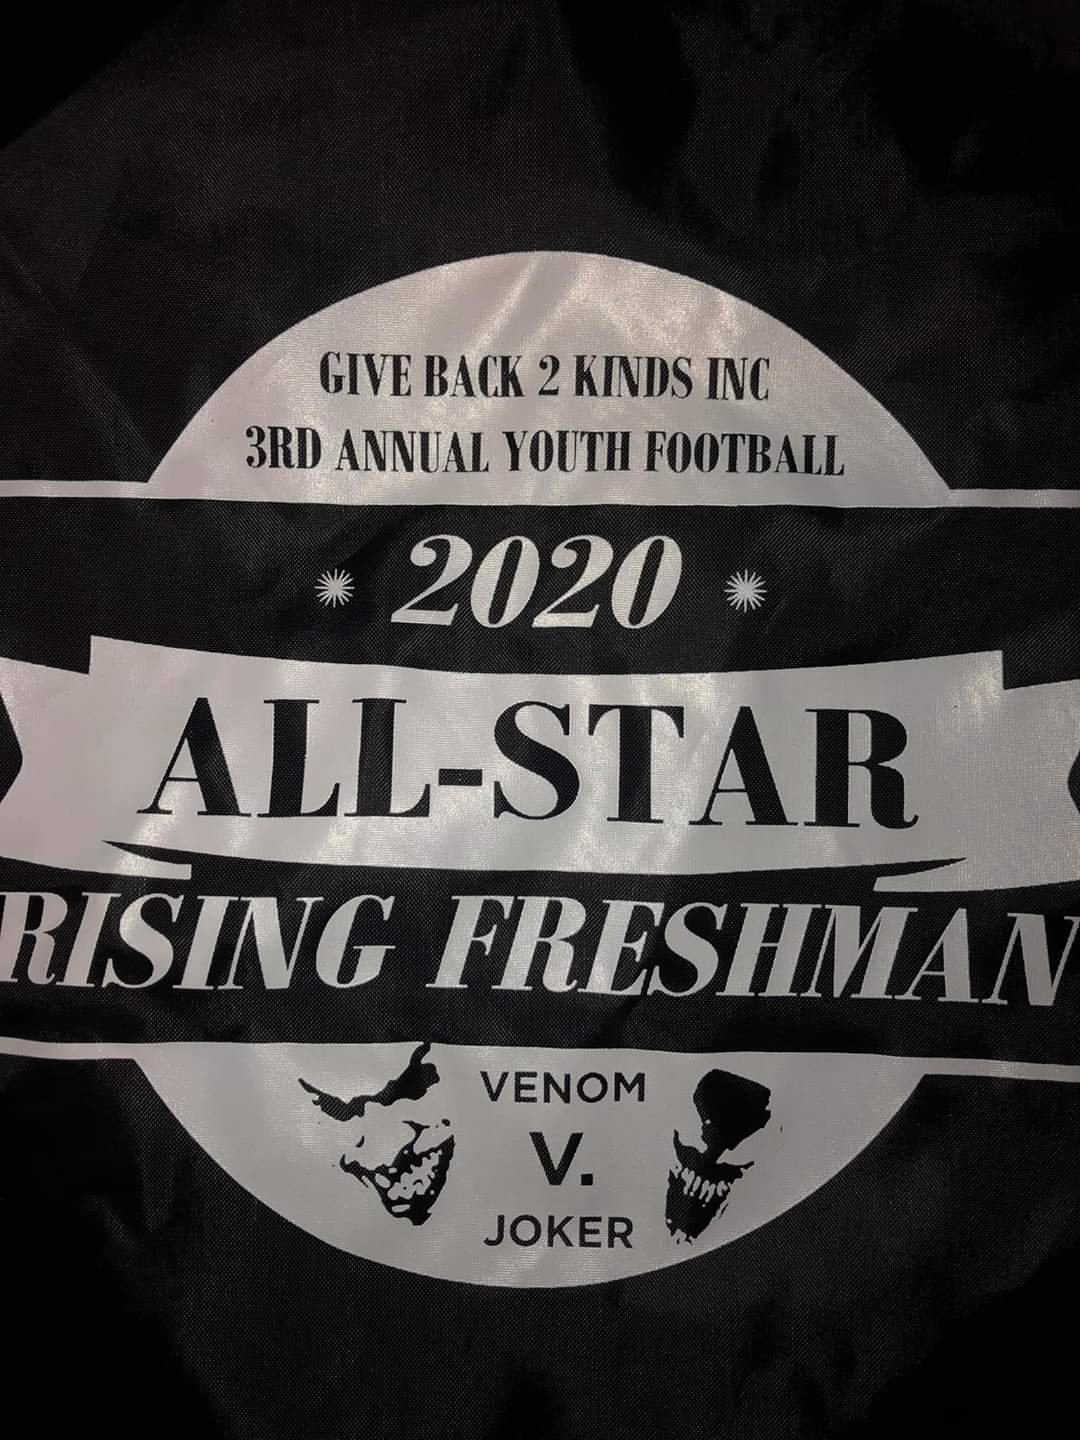 GIVE BACK 2 KINDS INC
3RD ANNUAL YOUTH FOOTBALL
2020
ALL-STAR
RISING FRESHMAN
VENOM
V.
JOKER